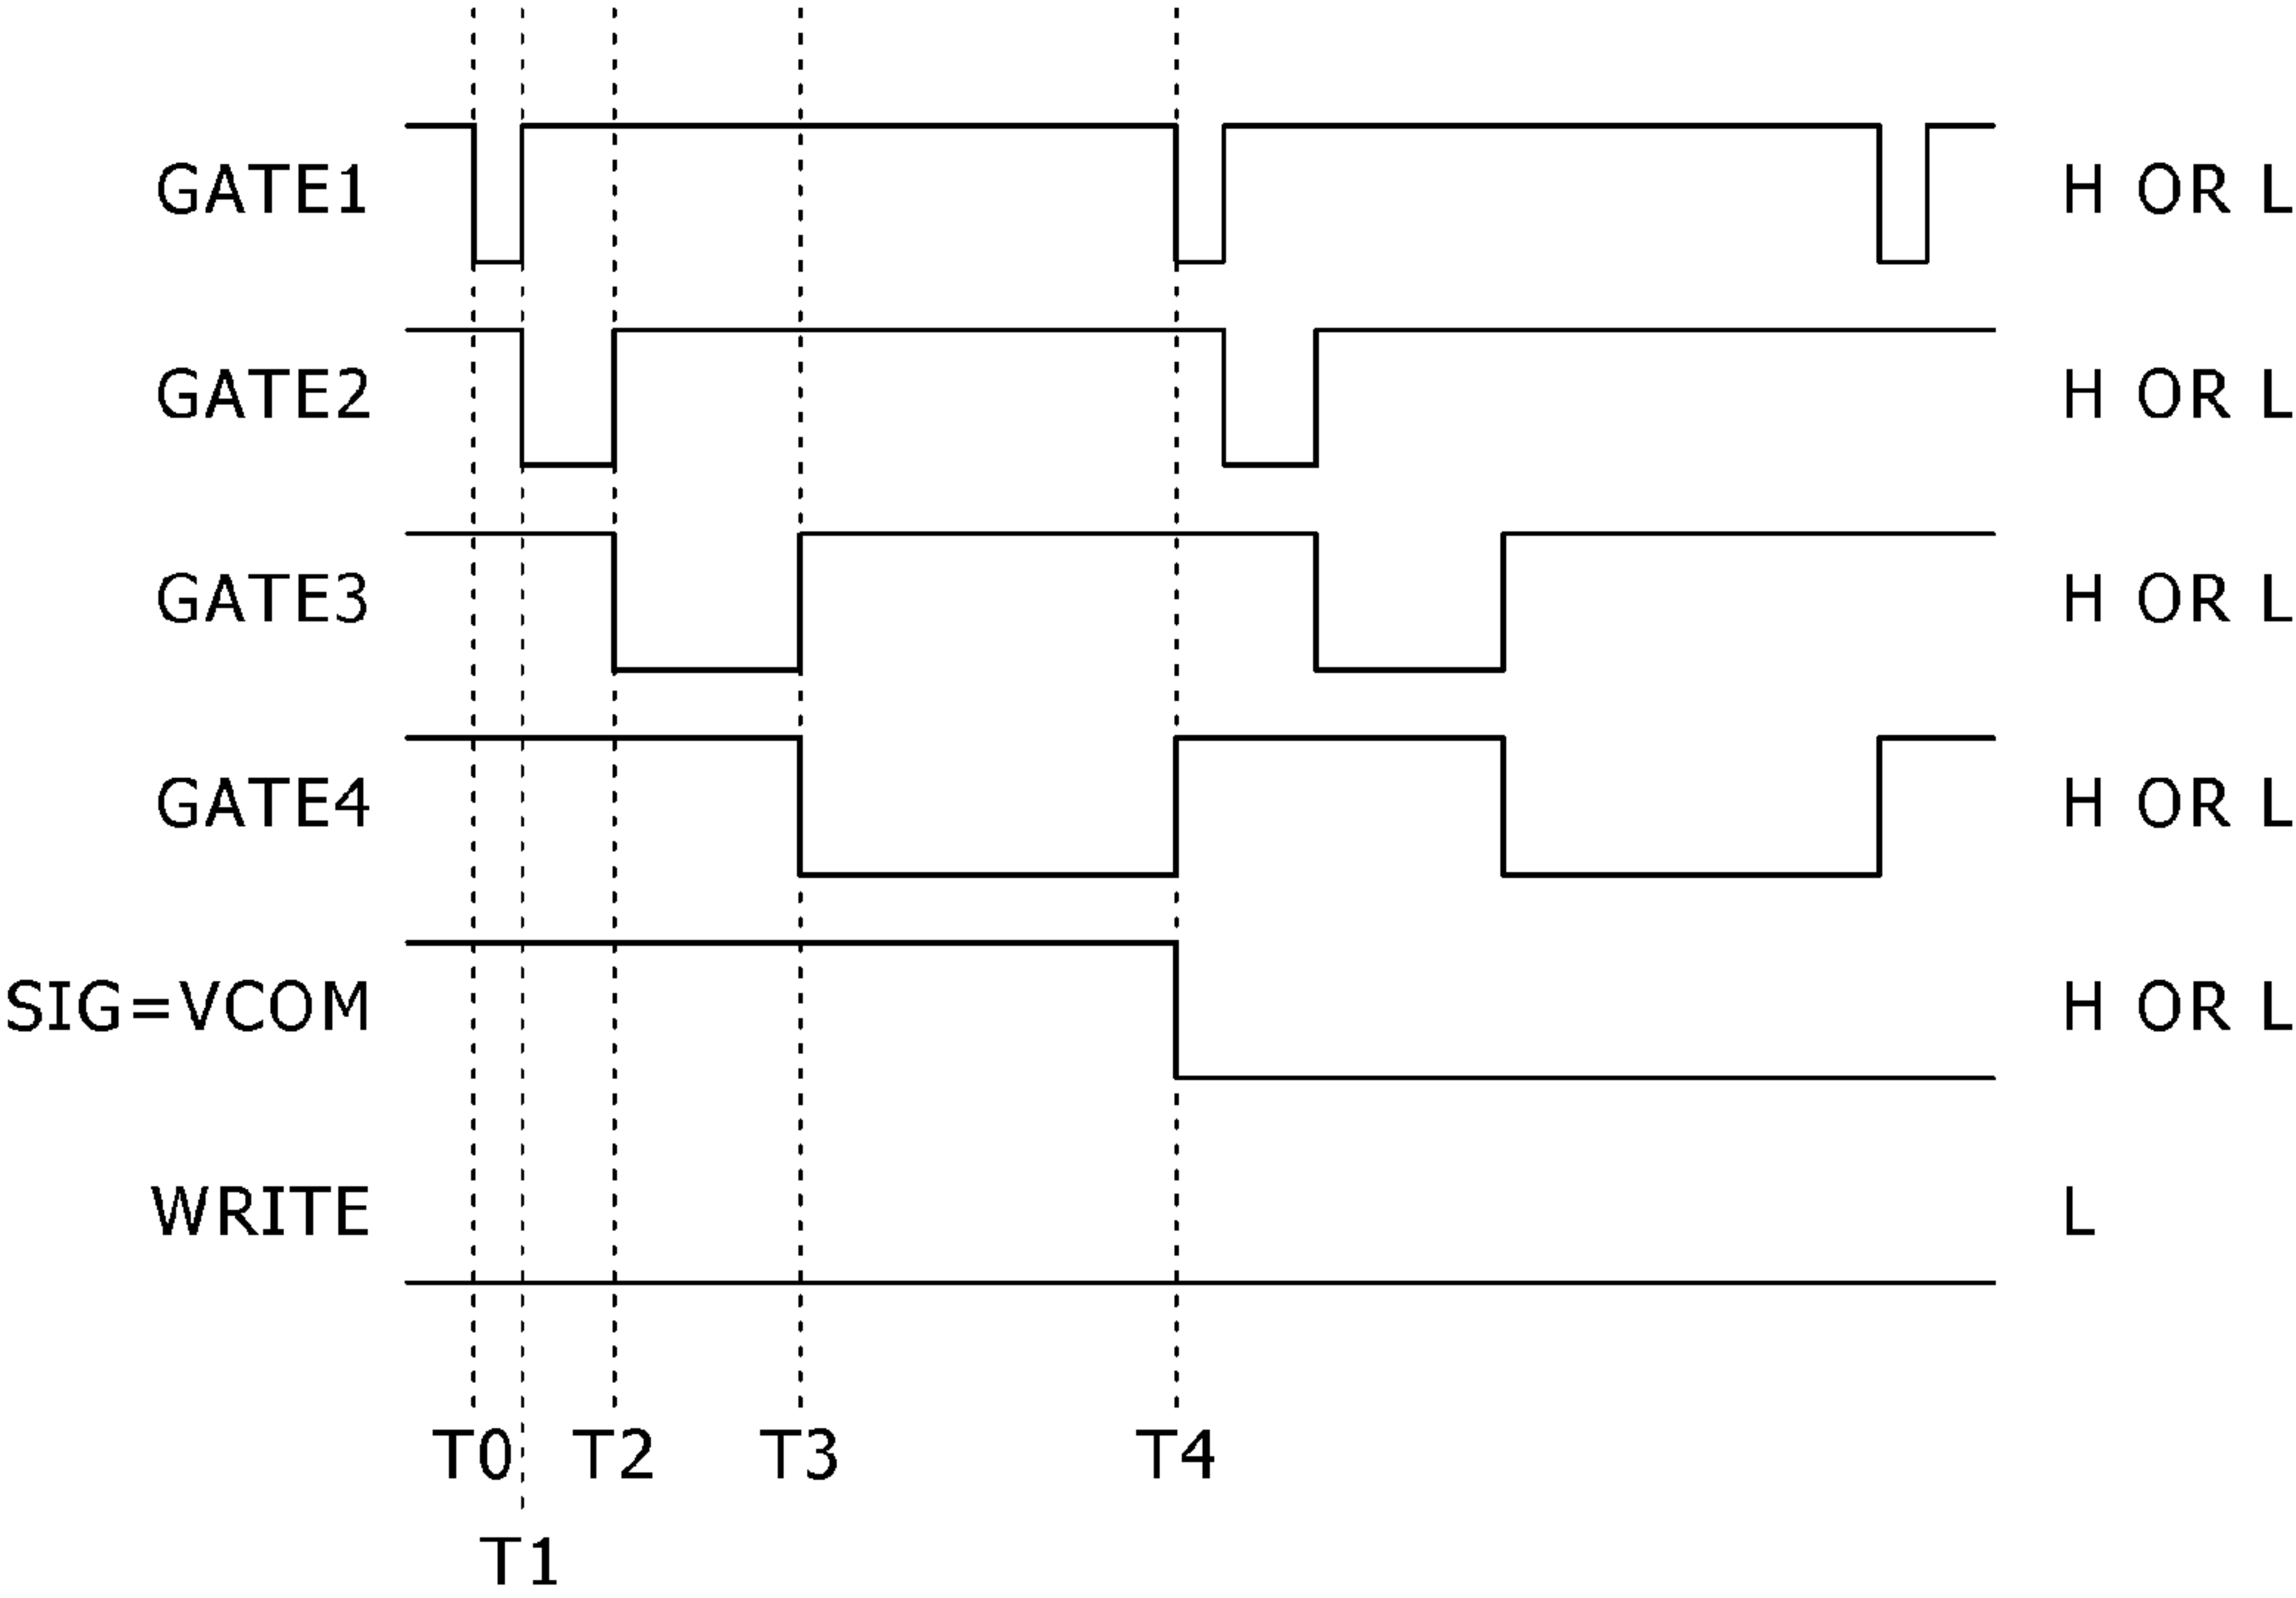 GATE1 H OR L
GATE2 H OR L
GATE3 H OR L
GATE4 H OR L
SIG=VCOM H OR L
WRITE L
T0 T2 T3 T4
T1